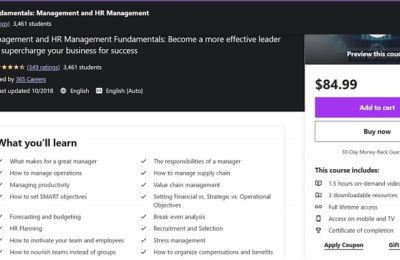 ndamentals: Management and HR Management
ngs) 3,461 students
nagement and HR Management Fundamentals: Become a more effective leader
supercharge your business for success
(349 ratings) 3,461 students
ed by 365 Careers
ast updated 10/2018 English English [Auto]
Preview this cour
$84.99
Add to cart
Buy now
30-Day Money-Back Guara
This course includes:
1.5 hours on-demand video
3 downloadable resources
Full lifetime access
Access on mobile and TV
Certificate of completion
Apply Coupon Gift
What you'll learn
What makes for a great manager
The responsibilities of a manager
How to manage operations
How to manage supply chain
Managing productivity
Value chain management
How to set SMART objectives
Setting Financial vs. Strategic vs. Operational
Objectives
Forecasting and budgeting
Break-even analysis
HR Planning
Recruitment and Selection
How to motivate your team and employees
Stress management
How to nourish teams instead of groups
How to organize compensations and benefits